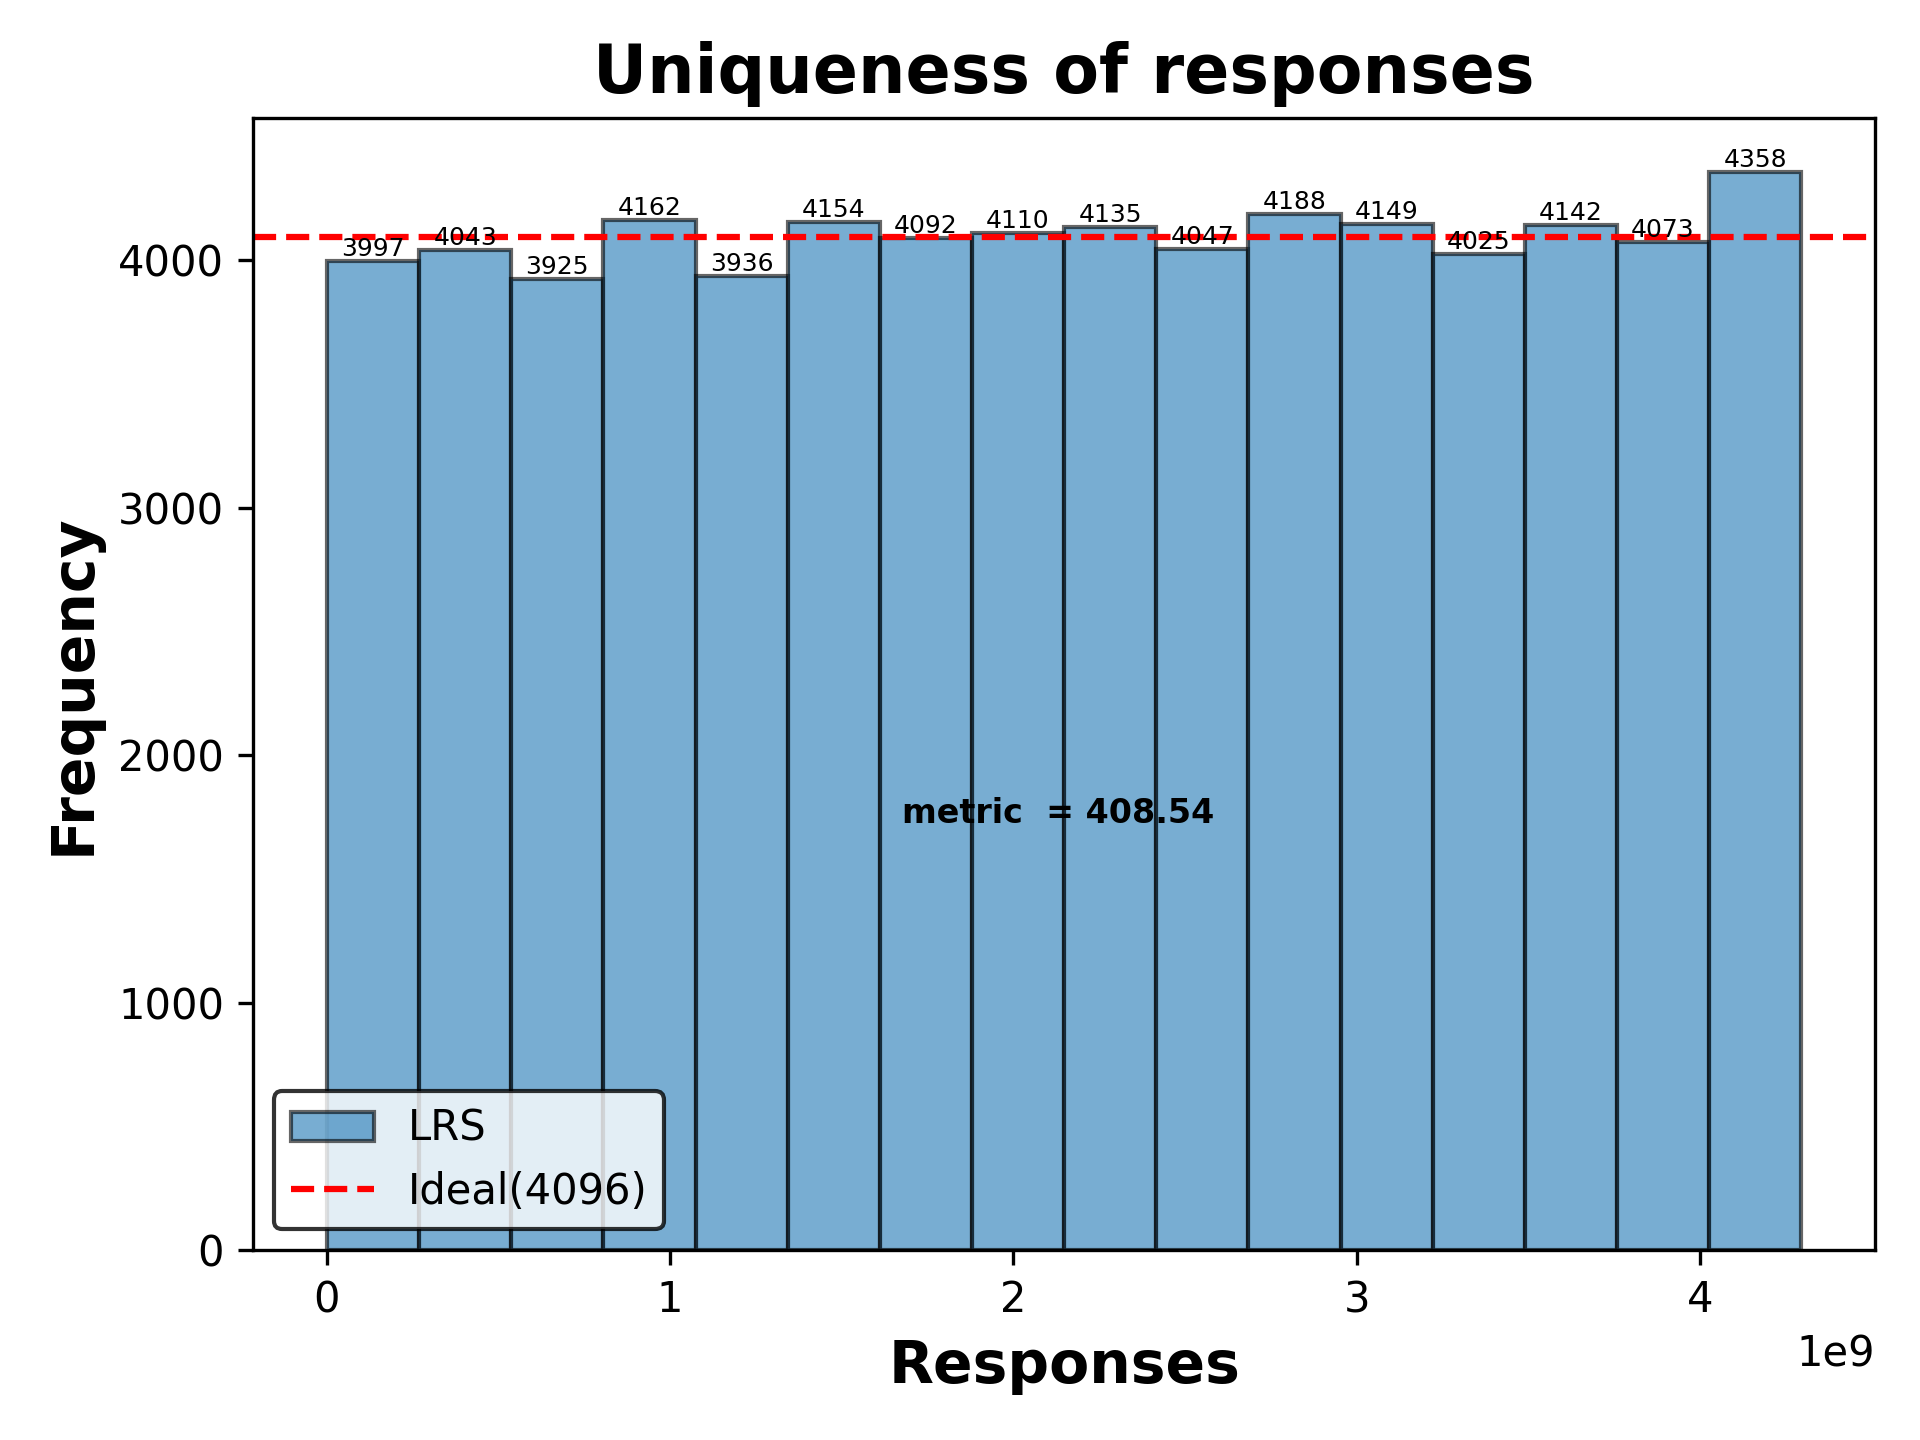 Uniqueness of responses
4358
4188
4162
4154
4149
4142
4135
4110
4092
4073
4047
4043
4025
3997
3936
3925
4000
3000
2000
1000
0
Frequency
metric = 408.54
LRS
Ideal(4096)
0 1 2 3 4
1e9
Responses